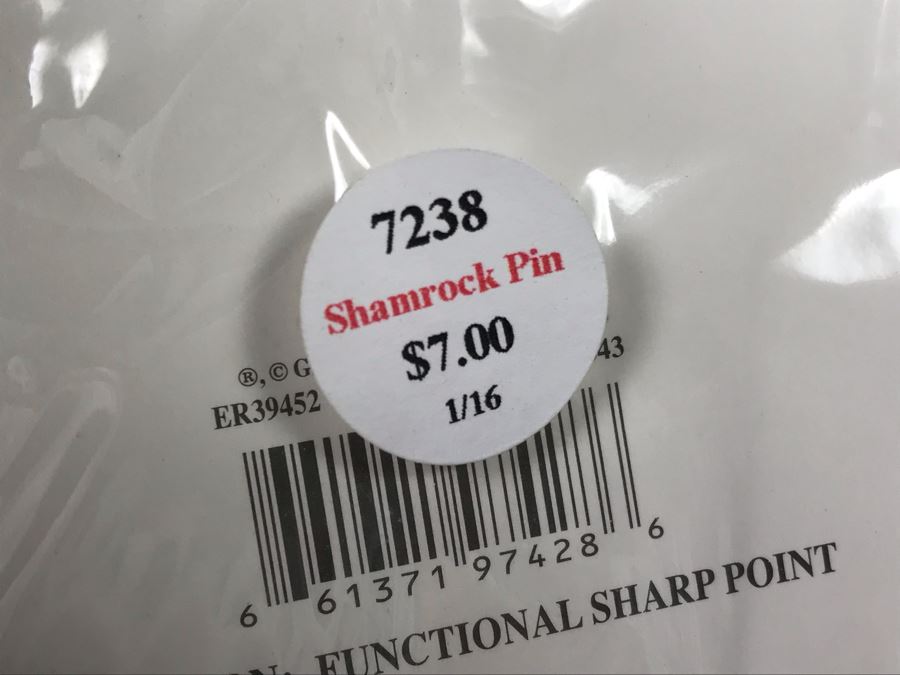 7238
Shamrock Pin
$7.00
1/16
®, © G
43
ER39452
6 61371 97428 6
FUNCTIONAL SHARP POINT